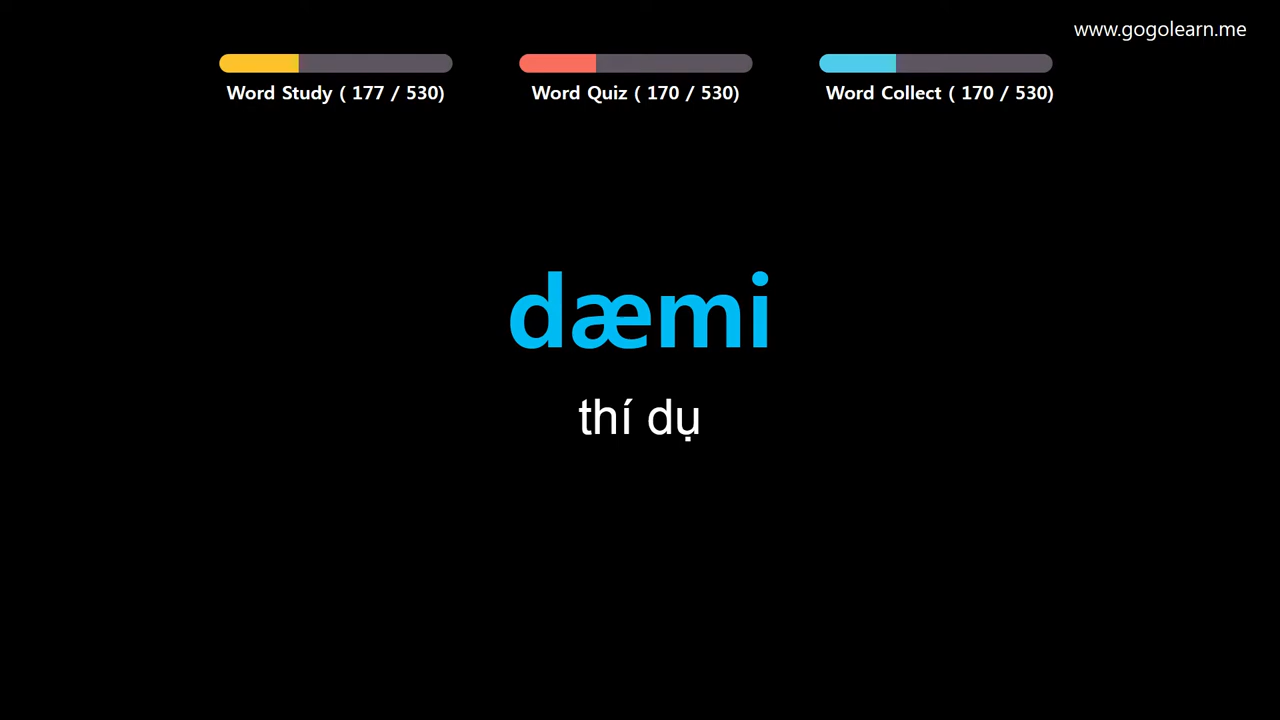 www.gogolearn.me
Word Study ( 177 / 530)
Word Quiz ( 170 / 530)
Word Collect ( 170 / 530)
dæmi
thí dụ